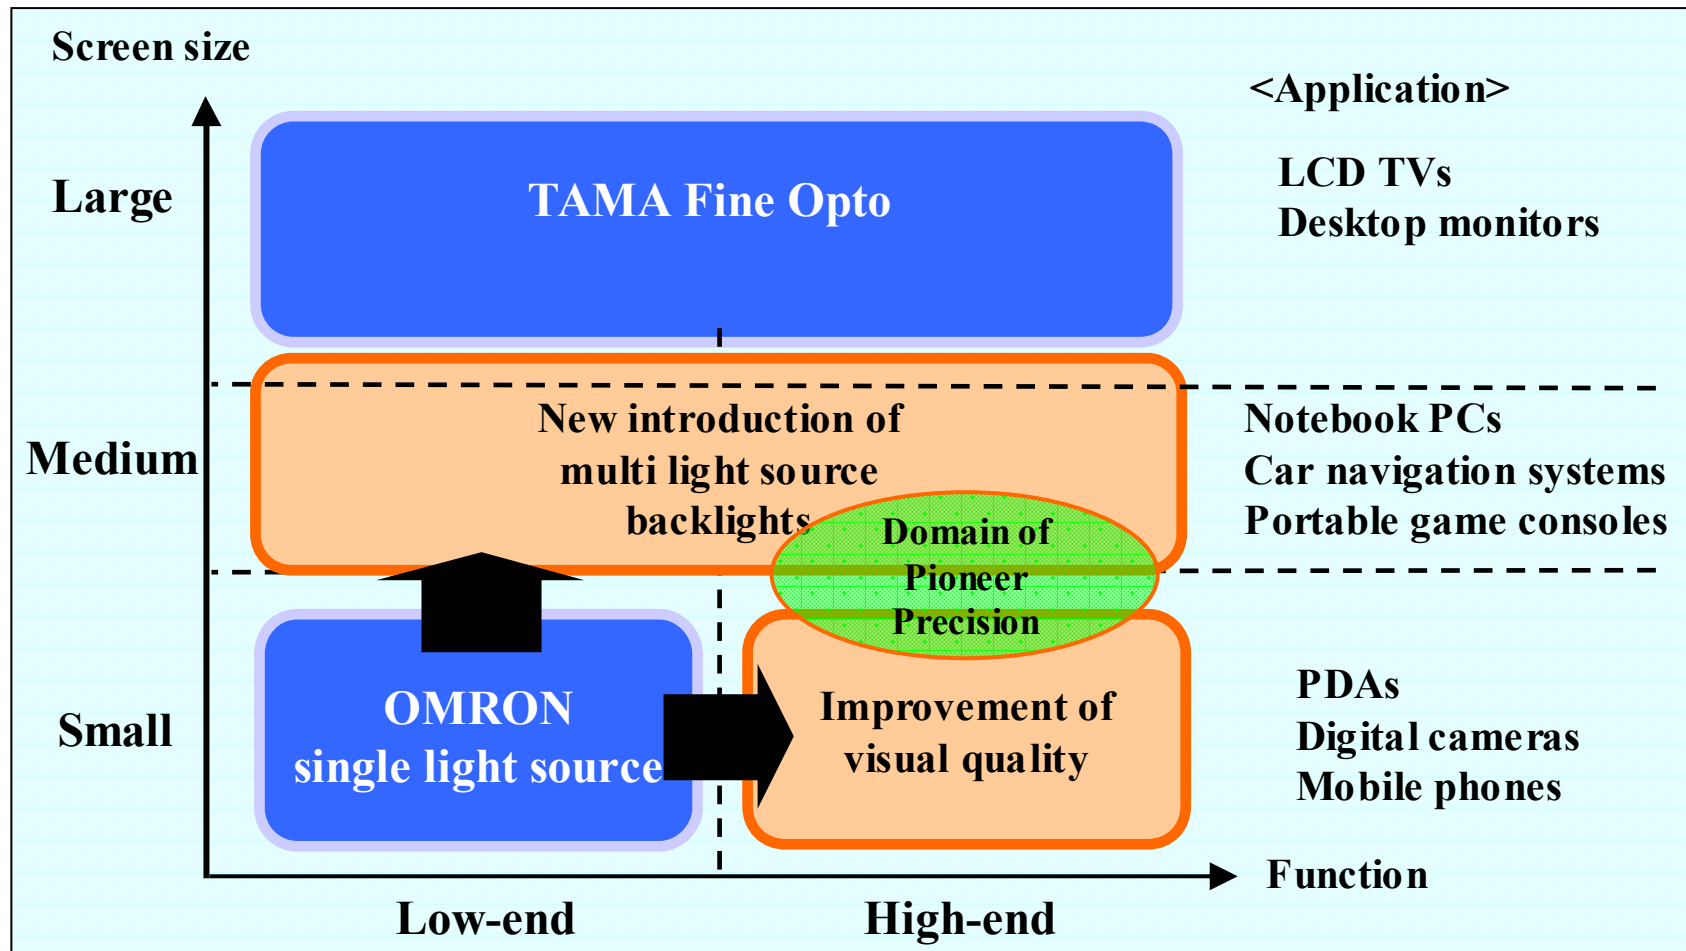 Screen size
<Application>
Large
TAMA Fine Opto
LCD TVs
Desktop monitors
Medium
New introduction of
multi light source
backlights
Notebook PCs
Car navigation systems
Portable game consoles
Domain of
Pioneer
Precision
Small
OMRON
single light source
Improvement of
visual quality
PDAs
Digital cameras
Mobile phones
Function
Low-end
High-end